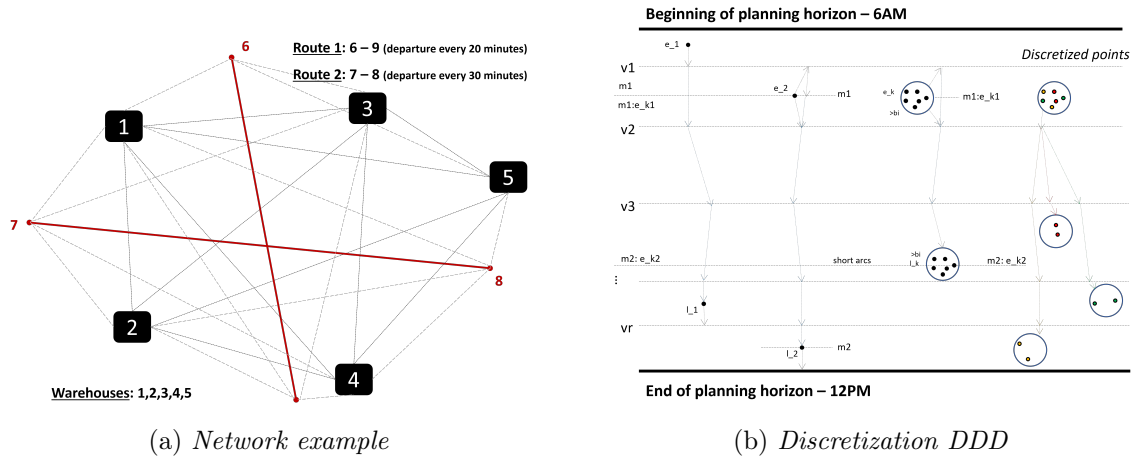 6
Route 1: 6 – 9 (departure every 20 minutes)
Route 2: 7 – 8 (departure every 30 minutes)
3
1
5
7
8
2
4
Warehouses: 1,2,3,4,5
(a) Network example
Beginning of planning horizon – 6AM
e_1
Discretized points
v1
m1
e_2
m1
e_k
m1:e_k1
m1:e_k1
>bi
v2
v3
m2: e_k2
short arcs
>bi
l_k
m2: e_k2
...
l_1
vr
l_2
m2
End of planning horizon – 12PM
(b) Discretization DDD